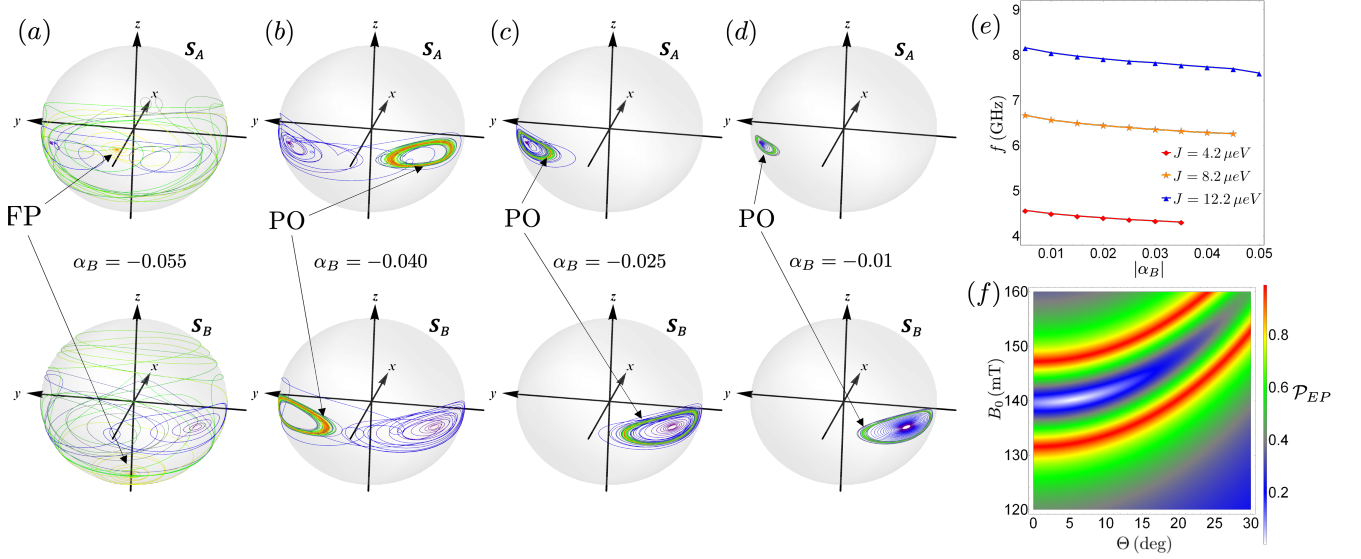 (a) (b) (c) (d) (e)
z z z z
S_A S_A S_A S_A
x x x x
y y y y
FP PO PO PO
α_B = −0.055 α_B = −0.040 α_B = −0.025 α_B = −0.01
z z z z
S_B S_B S_B S_B
x x x x
y y y y
9
8
7
6
5
4
f (GHz)
J = 4.2 μeV
J = 8.2 μeV
J = 12.2 μeV
0.01 0.02 0.03 0.04 0.05
|α_B|
(f)
160
150
140
130
120
B_0 (mT)
0 5 10 15 20 25 30
Θ (deg)
0.8
0.6
0.4
0.2
𝒫_EP